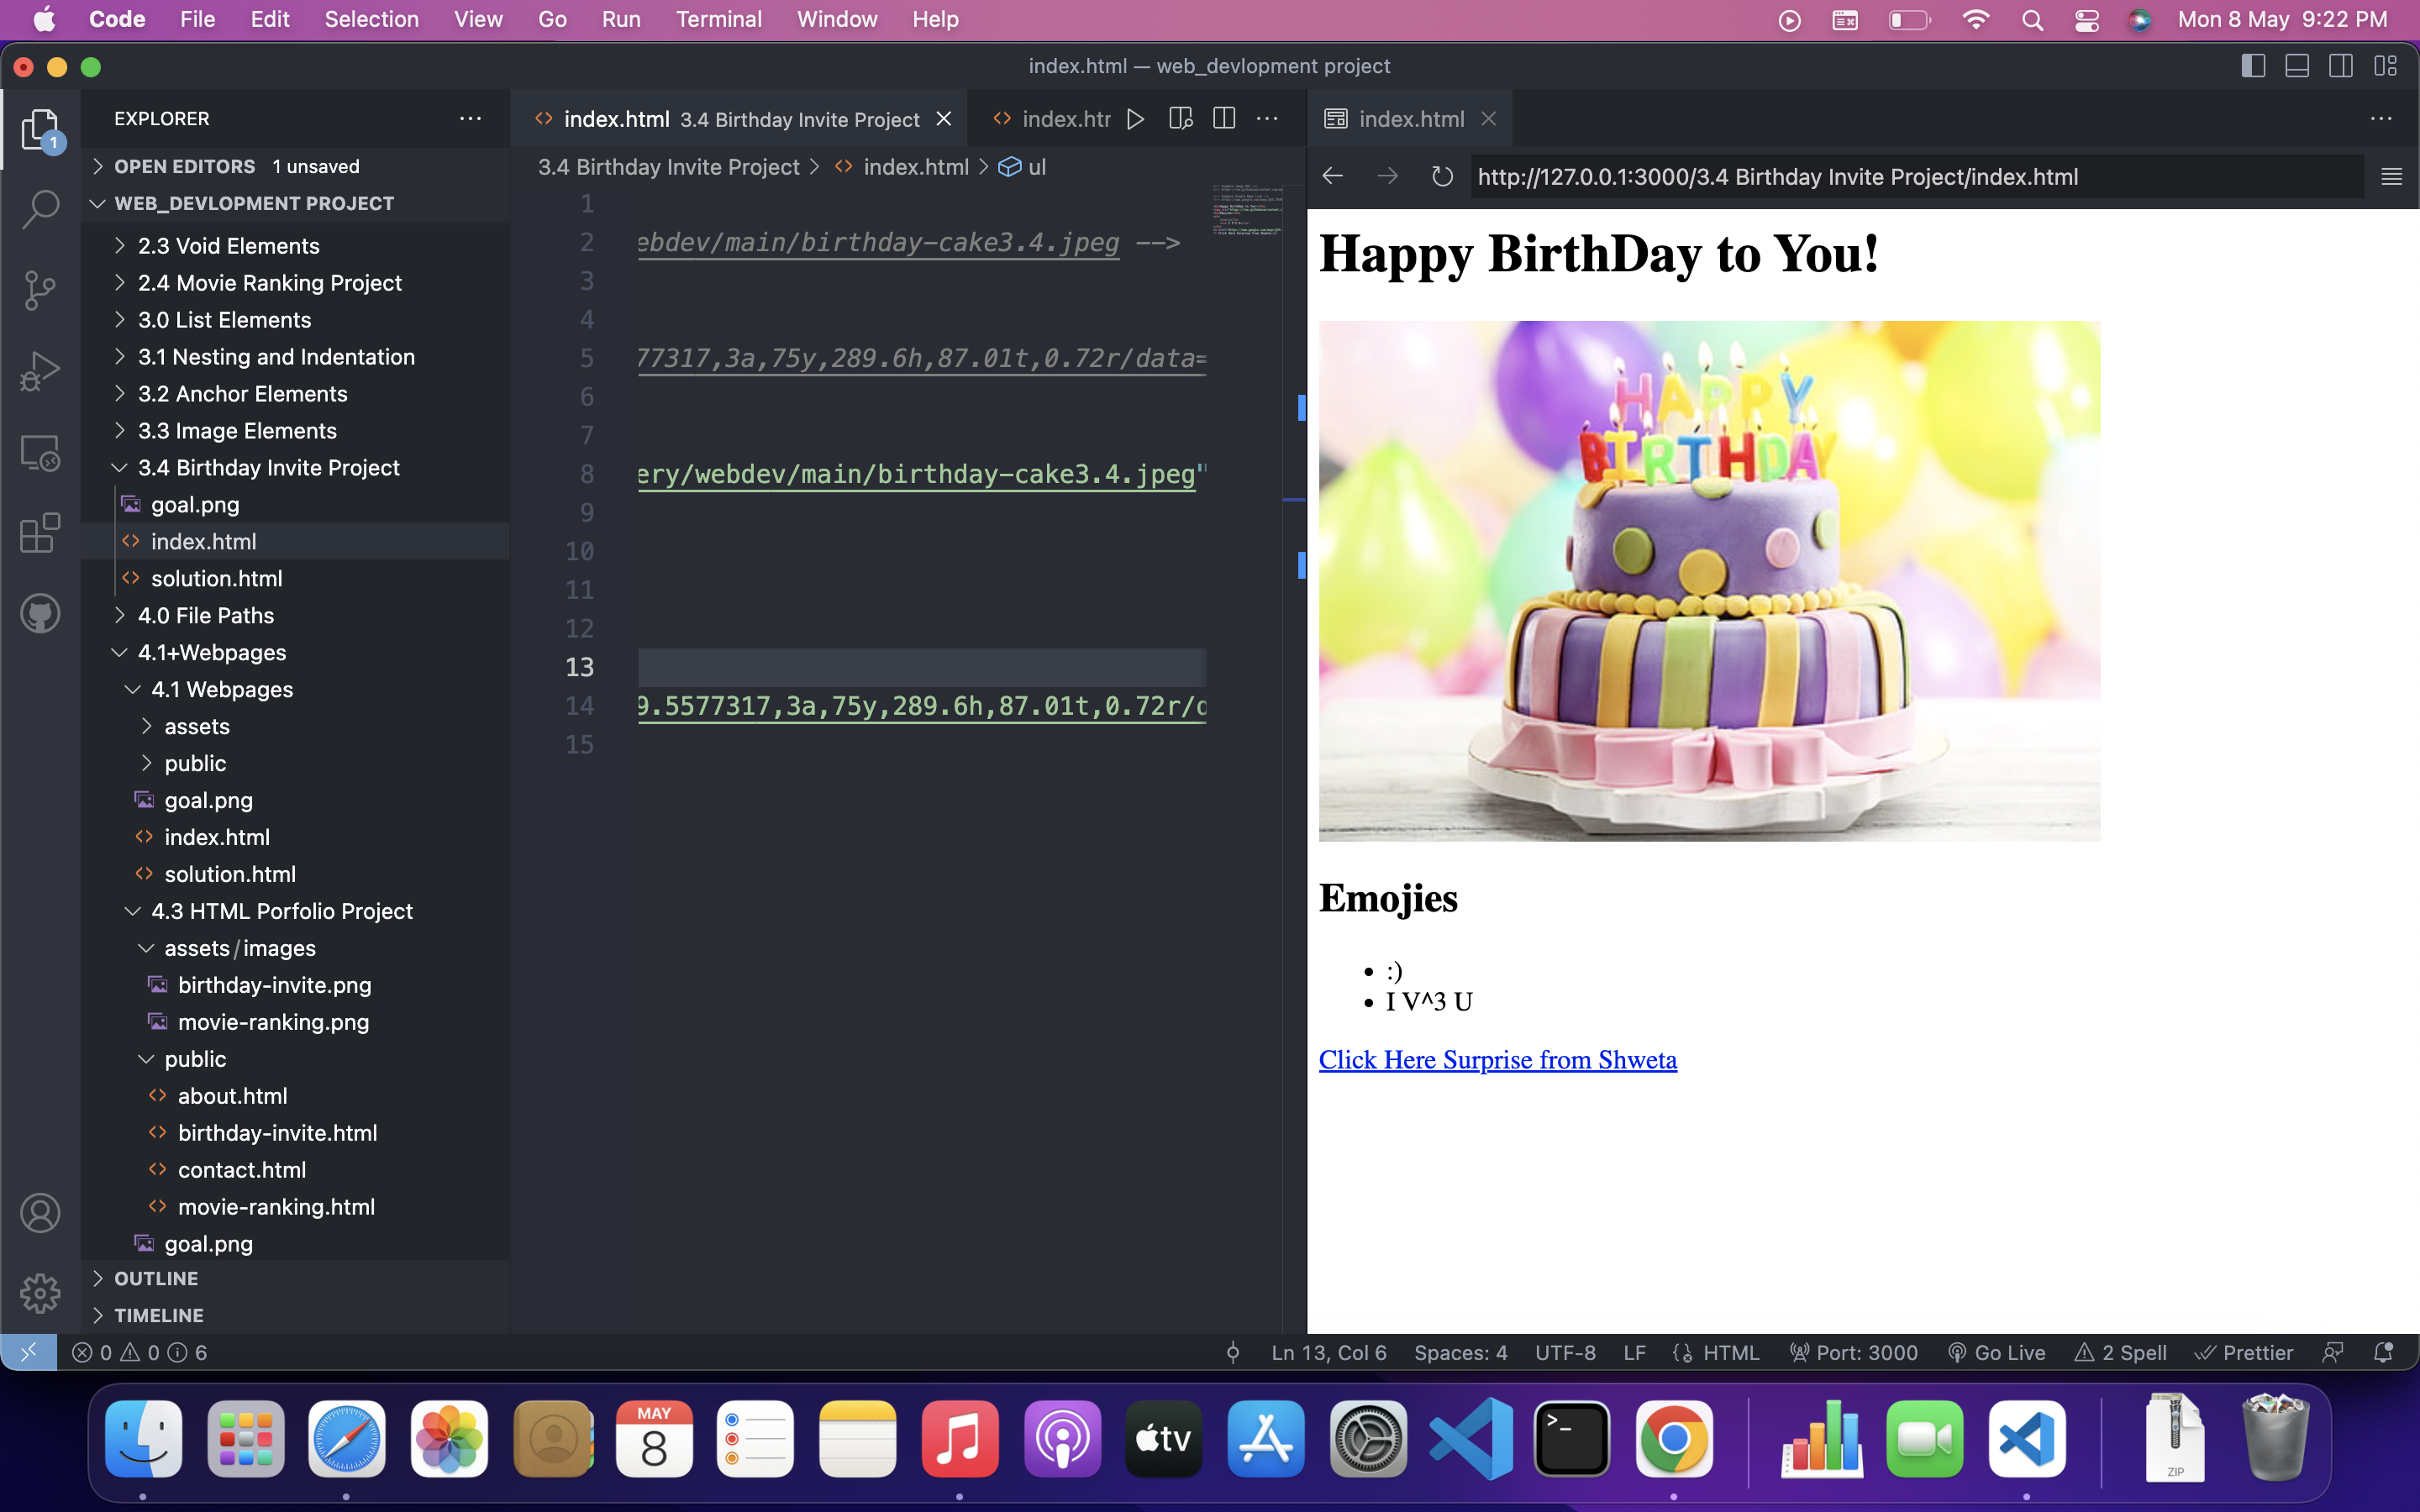 Code File Edit Selection View Go Run Terminal Window Help Mon 8 May 9:22 PM
index.html — web_devlopment project
EXPLORER
OPEN EDITORS 1 unsaved
WEB_DEVLOPMENT PROJECT
2.3 Void Elements
2.4 Movie Ranking Project
3.0 List Elements
3.1 Nesting and Indentation
3.2 Anchor Elements
3.3 Image Elements
3.4 Birthday Invite Project
goal.png
index.html
solution.html
4.0 File Paths
4.1+Webpages
4.1 Webpages
assets
public
goal.png
index.html
solution.html
4.3 HTML Porfolio Project
assets/images
birthday-invite.png
movie-ranking.png
public
about.html
birthday-invite.html
contact.html
movie-ranking.html
goal.png
OUTLINE
TIMELINE
1
index.html 3.4 Birthday Invite Project index.htr
3.4 Birthday Invite Project > index.html > ul
1
2 ebdev/main/birthday-cake3.4.jpeg -->
3
4
5 77317,3a,75y,289.6h,87.01t,0.72r/data=
6
7
8 ery/webdev/main/birthday-cake3.4.jpeg"
9
10
11
12
13
14 9.5577317,3a,75y,289.6h,87.01t,0.72r/d
15
index.html
http://127.0.0.1:3000/3.4 Birthday Invite Project/index.html
Happy BirthDay to You!
HAPPY
BIRTHDAY
Emojies
• :)
• I V^3 U
Click Here Surprise from Shweta
0 0 6 Ln 13, Col 6 Spaces: 4 UTF-8 LF HTML Port: 3000 Go Live 2 Spell Prettier
MAY
8
tv
>_
ZIP